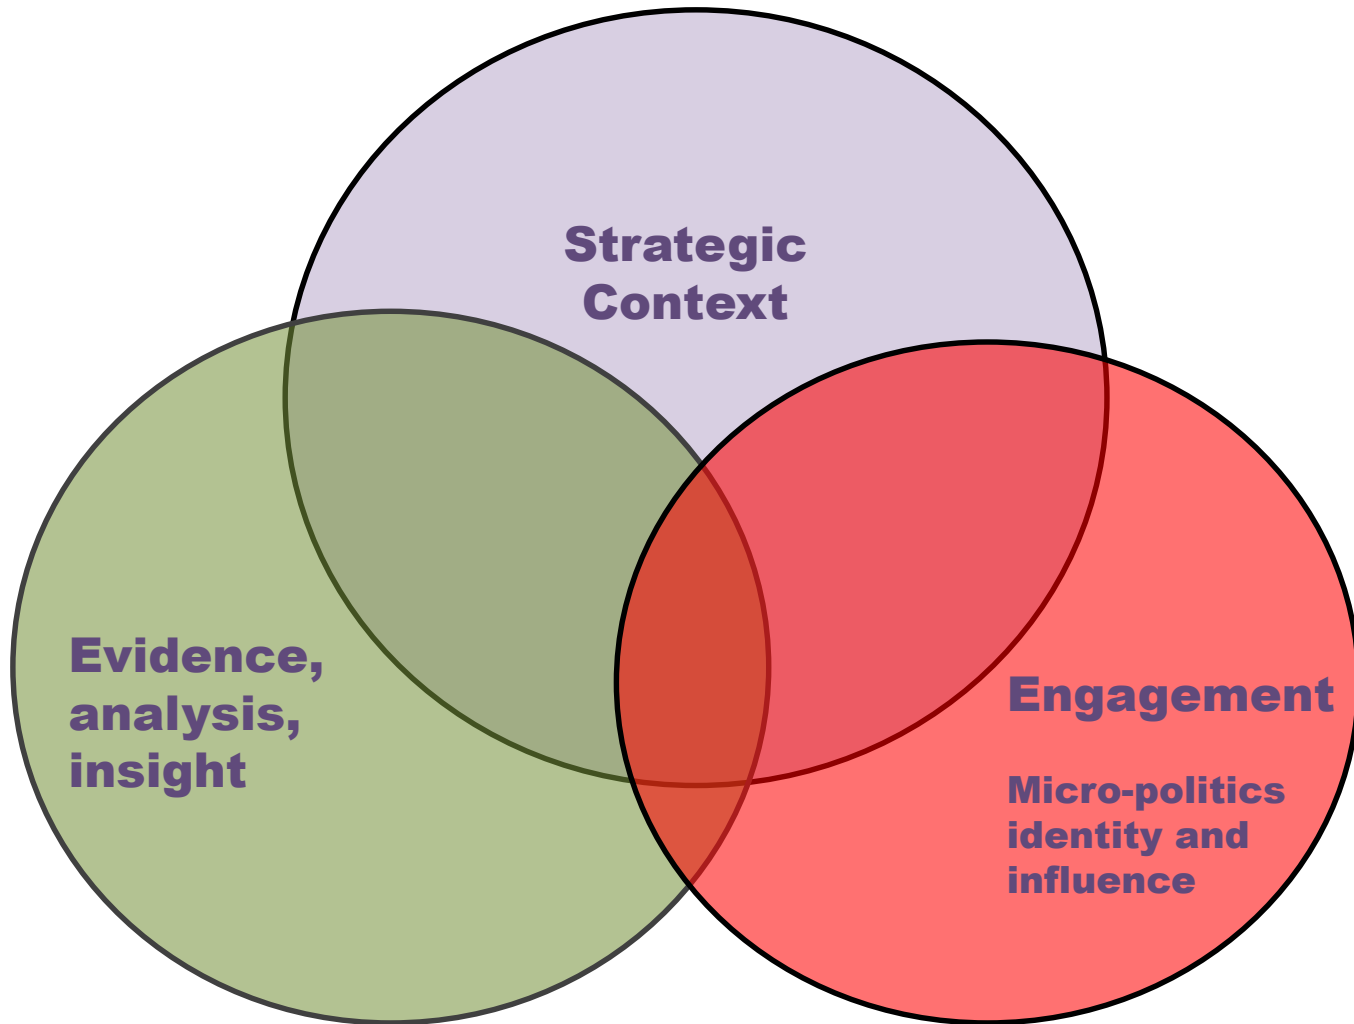 Strategic
Context
Evidence,
analysis,
insight
Engagement
Micro-politics
identity and
influence